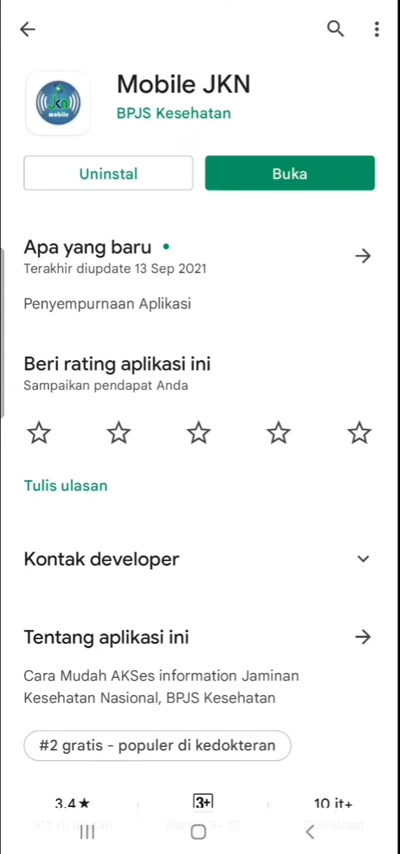 Mobile JKN
JKn
mobile
BPJS Kesehatan
Uninstal
Buka
Apa yang baru
Terakhir diupdate 13 Sep 2021
Penyempurnaan Aplikasi
Beri rating aplikasi ini
Sampaikan pendapat Anda
Tulis ulasan
Kontak developer
Tentang aplikasi ini
Cara Mudah AKSes information Jaminan
Kesehatan Nasional, BPJS Kesehatan
#2 gratis - populer di kedokteran
3,4★
3+
10 jt+